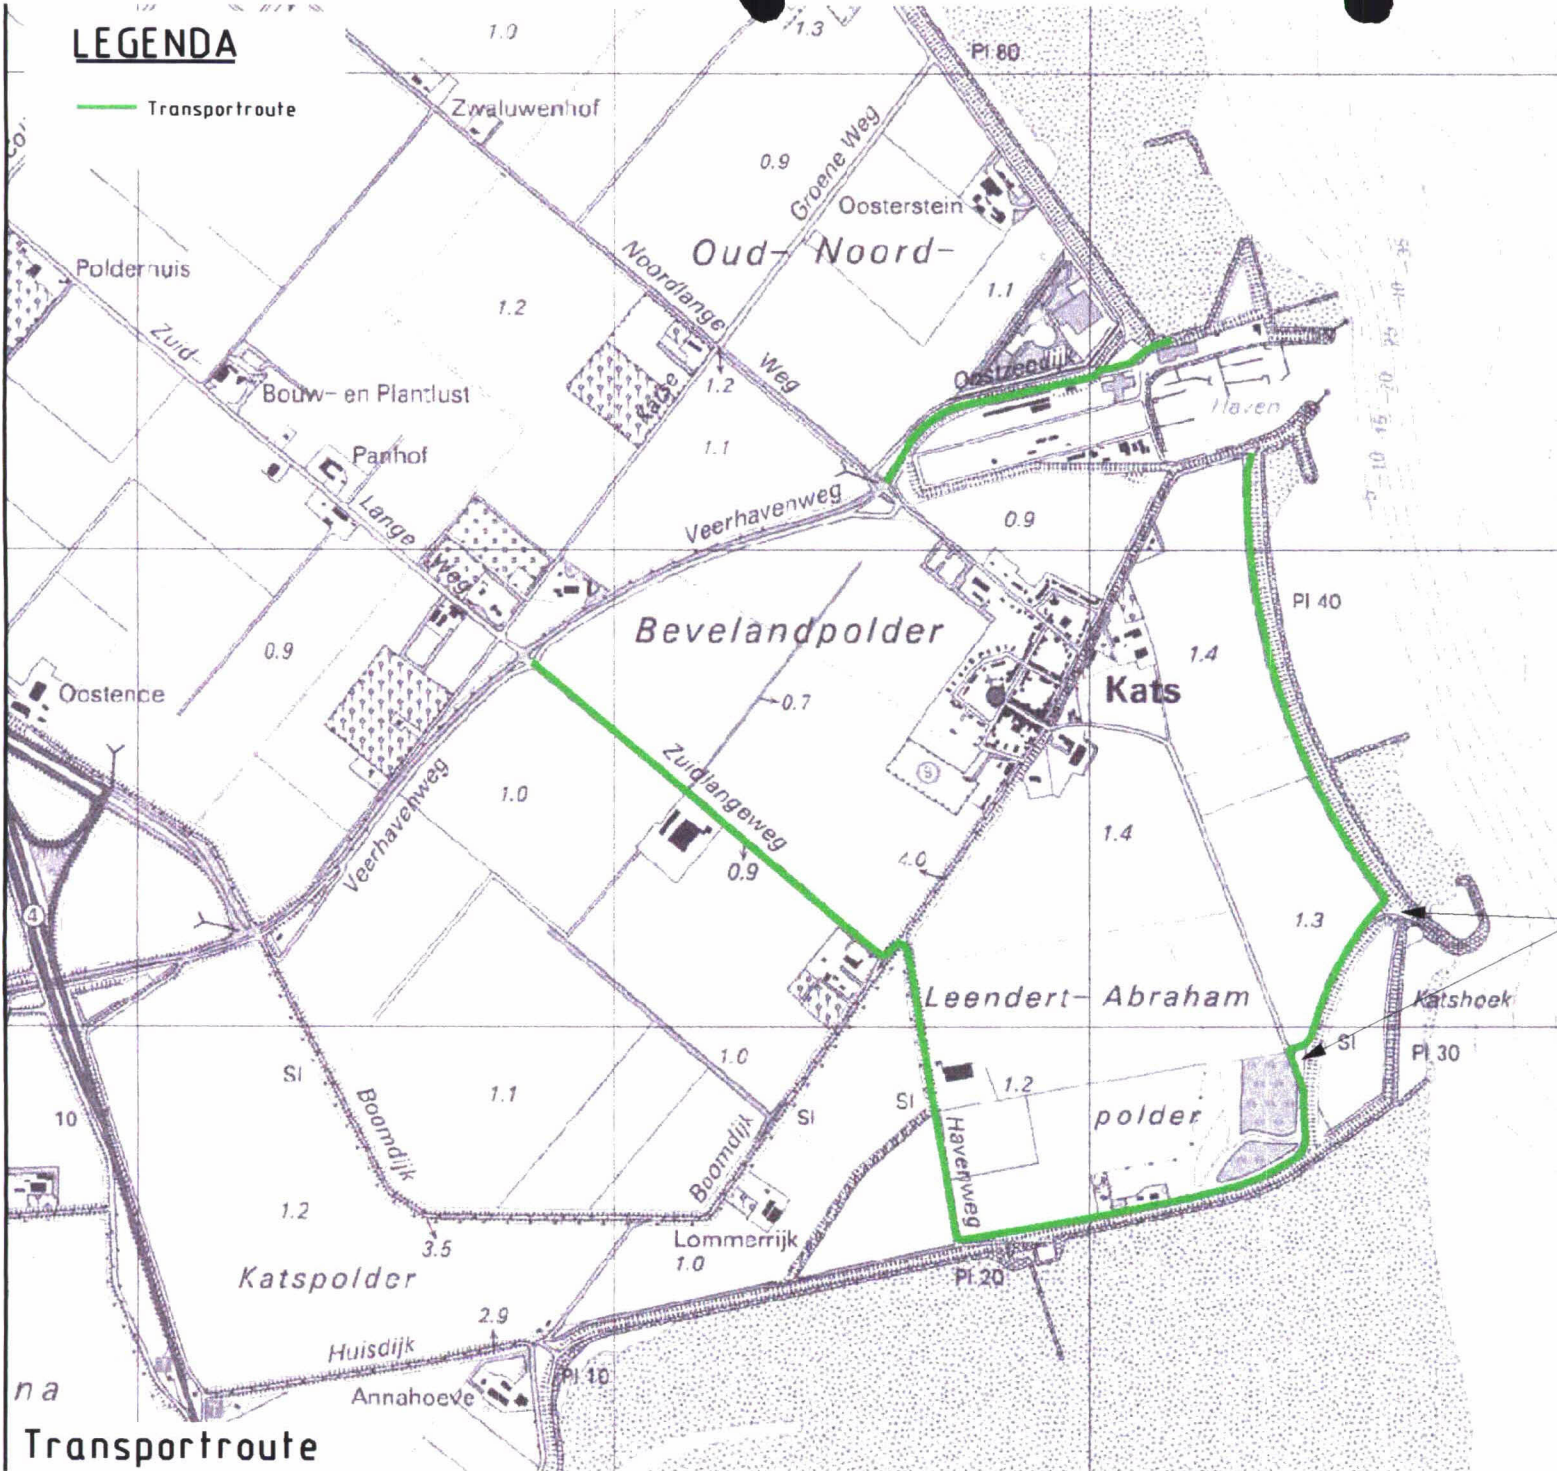 LEGENDA
Transportroute
1.0
1.3
Pl 80
Zwaluwenhof
0.9
Groene Weg
Oosterstein
Oud- Noord-
Noordlange
Polderhuis
1.2
1.1
Zuid-
Weg
1.2
Oostzeedijk
Bouw- en Plantlust
Katse
Haven
Panhof
1.1
Lange
Veerhavenweg
0.9
Weg
Pl 40
Bevelandpolder
0.9
1.4
Oostende
Kats
0.7
Zuidlangeweg
Veerhavenweg
1.0
1.4
4.0
0.9
4
1.3
Leendert- Abraham
Katshoek
Sl
Pl 30
1.0
Sl
1.1
1.2
Sl
10
Boomdijk
Sl
polder
Boomdijk
Havenweg
1.2
3.5
Lommerrijk
1.0
Katspolder
Pl 20
2.9
Huisdijk
Pl 10
na
Annahoeve
Transportroute